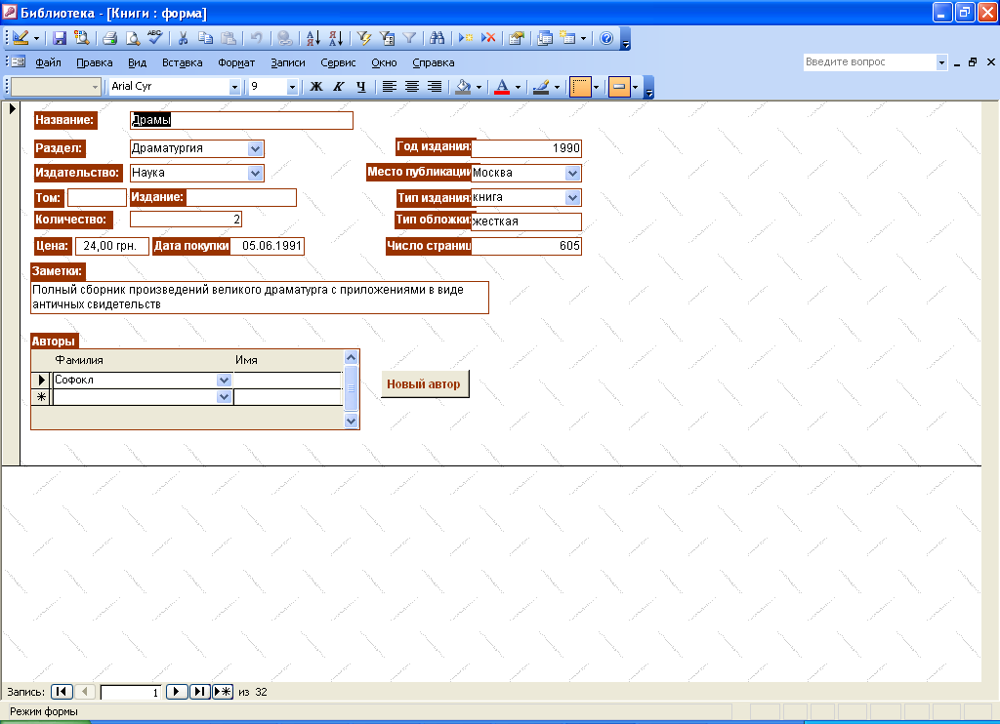 Библиотека - [Книги : форма]
Файл Правка Вид Вставка Формат Записи Сервис Окно Справка Введите вопрос
Arial Cyr 9 Ж К Ч
Название: Драмы
Раздел: Драматургия Год издания: 1990
Издательство: Наука Место публикации Москва
Том: Издание: Тип издания: книга
Количество: 2 Тип обложки: жесткая
Цена: 24,00 грн. Дата покупки 05.06.1991 Число страниц 605
Заметки:
Полный сборник произведений великого драматурга с приложениями в виде
античных свидетельств
Авторы
Фамилия Имя
Софокл
Новый автор
Запись: 1 из 32
Режим формы